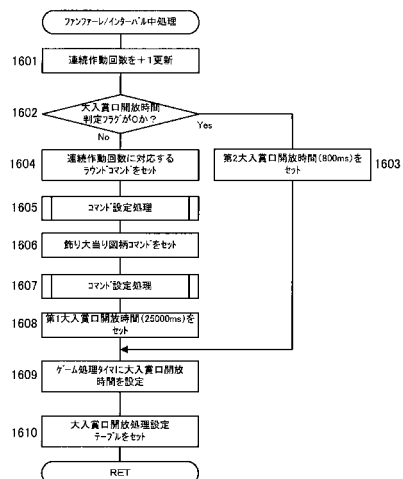 ファンファーレ/インターバル中処理
1601
連続作動回数を+1更新
1602
大入賞口開放時間
判定フラグが0か?
Yes
No
1604
連続作動回数に対応する
ラウンドコマンドをセット
第2大入賞口開放時間(800ms)を
セット
1603
1605
コマンド設定処理
1606
飾り大当り図柄コマンドをセット
1607
コマンド設定処理
1608
第1大入賞口開放時間(25000ms)を
セット
1609
ゲーム処理タイマに大入賞口開放
時間を設定
1610
大入賞口開放処理設定
テーブルをセット
RET